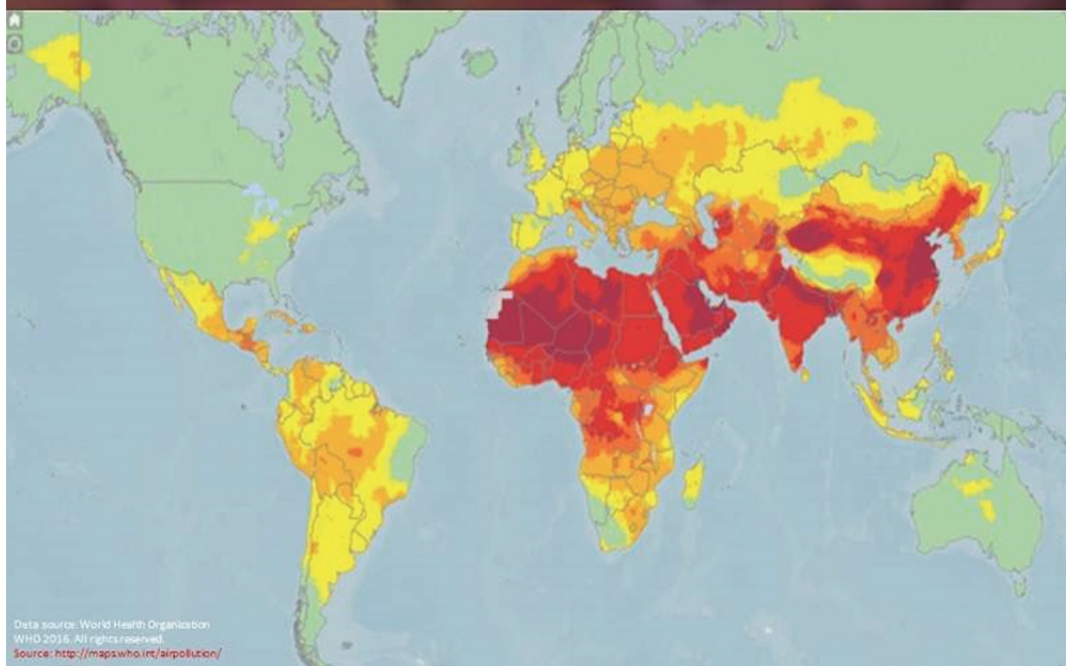 Data source: World Health Organization
WHO 2016. All rights reserved.
Source: http://maps.who.int/airpollution/